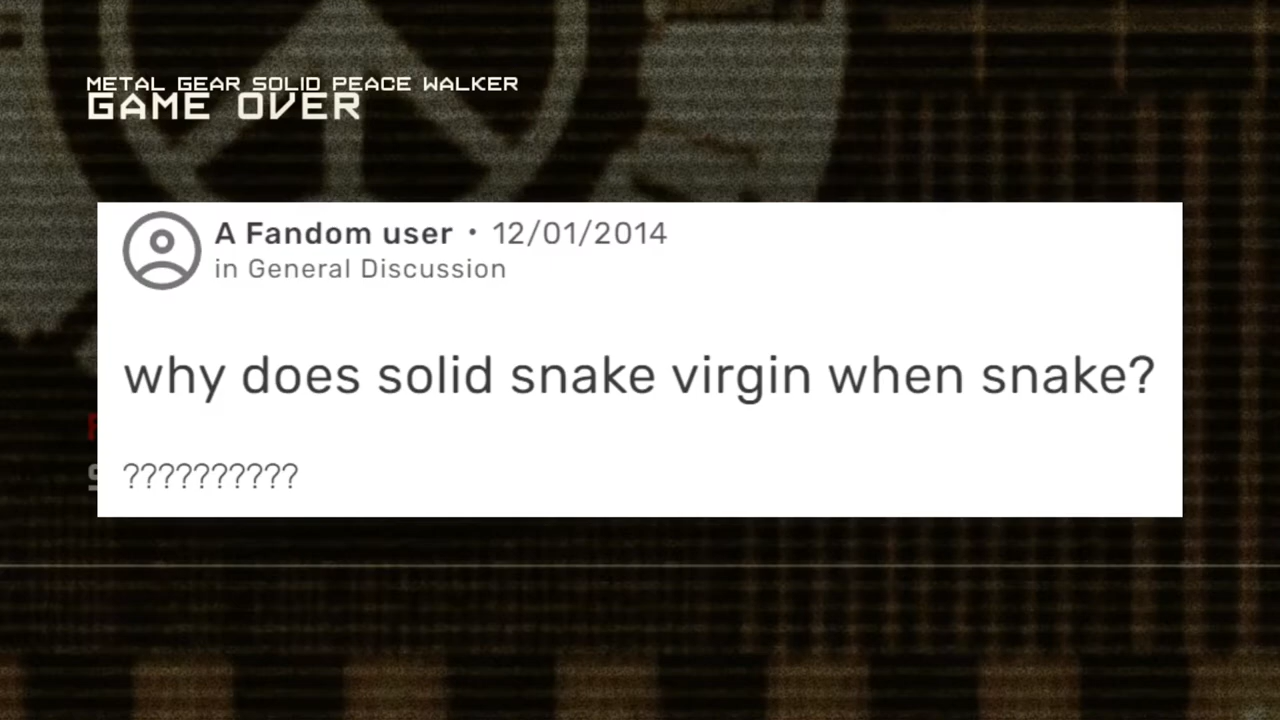 METAL GEAR SOLID PEACE WALKER
GAME OVER
A Fandom user • 12/01/2014
in General Discussion
why does solid snake virgin when snake?
??????????